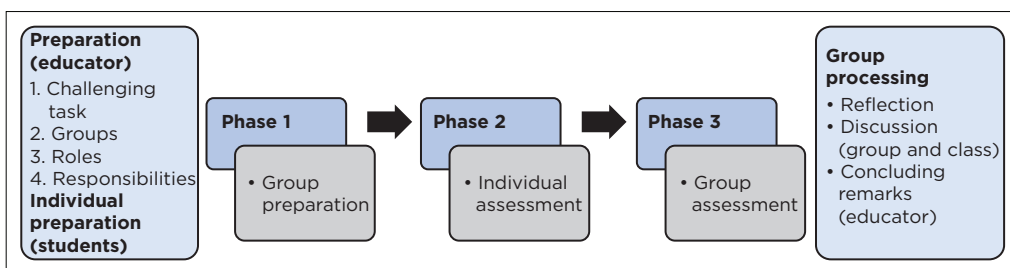 Preparation
(educator)
1. Challenging
task
2. Groups
3. Roles
4. Responsibilities
Individual
preparation
(students)
Phase 1
• Group
preparation
Phase 2
• Individual
assessment
Phase 3
• Group
assessment
Group
processing
• Reflection
• Discussion
(group and class)
• Concluding
remarks
(educator)